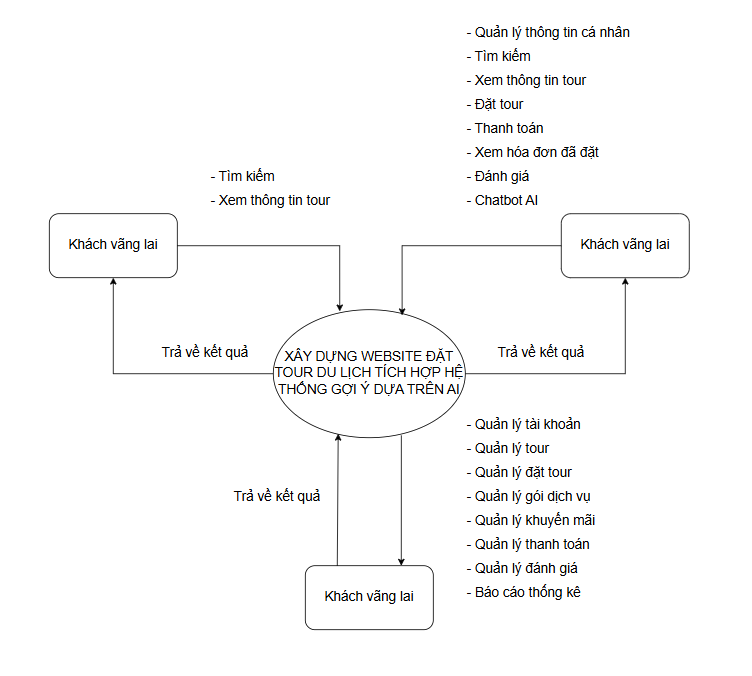 - Quản lý thông tin cá nhân
- Tìm kiếm
- Xem thông tin tour
- Đặt tour
- Thanh toán
- Xem hóa đơn đã đặt
- Đánh giá
- Chatbot AI
- Tìm kiếm
- Xem thông tin tour
Khách vãng lai
Khách vãng lai
Trả về kết quả
Trả về kết quả
XÂY DỰNG WEBSITE ĐẶT
TOUR DU LỊCH TÍCH HỢP HỆ
THỐNG GỢI Ý DỰA TRÊN AI
- Quản lý tài khoản
- Quản lý tour
- Quản lý đặt tour
- Quản lý gói dịch vụ
- Quản lý khuyến mãi
- Quản lý thanh toán
- Quản lý đánh giá
- Báo cáo thống kê
Trả về kết quả
Khách vãng lai